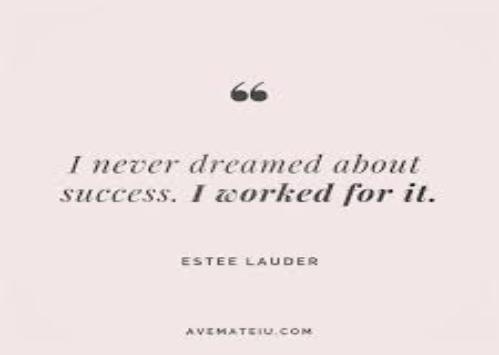 “
I never dreamed about
success. I worked for it.
ESTEE LAUDER
AVEMATEIU.COM